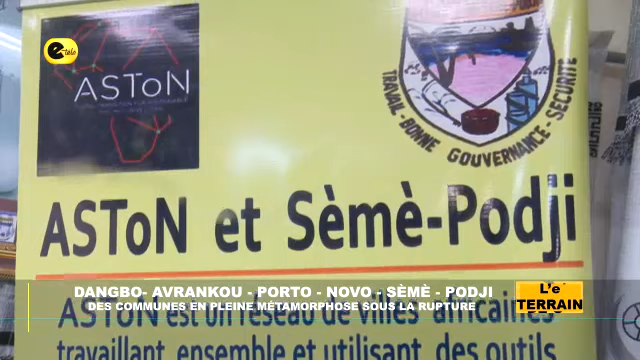 e-télé
ASToN
TRAVAIL - BONNE GOUVERNANCE - SÉCURITÉ
ASToN et Sèmè-Podji
DANGBO- AVRANKOU - PORTO - NOVO - SÈMÈ - PODJI
DES COMMUNES EN PLEINE MÉTAMORPHOSE SOUS LA RUPTURE
L'e
TERRAIN
ASToN est un réseau de villes africaines
travaillant ensemble et utilisant des outils